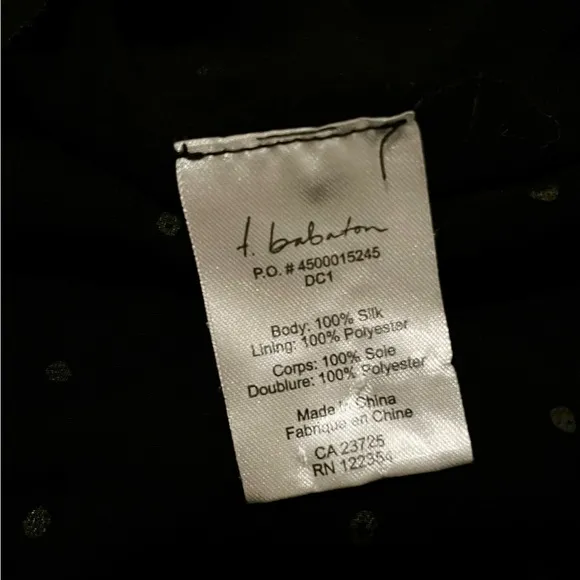 t. babaton
P.O. # 4500015245
DC1
Body: 100% Silk
Lining: 100% Polyester
Corps: 100% Soie
Doublure: 100% Polyester
Made in China
Fabriqué en Chine
CA 23725
RN 122354